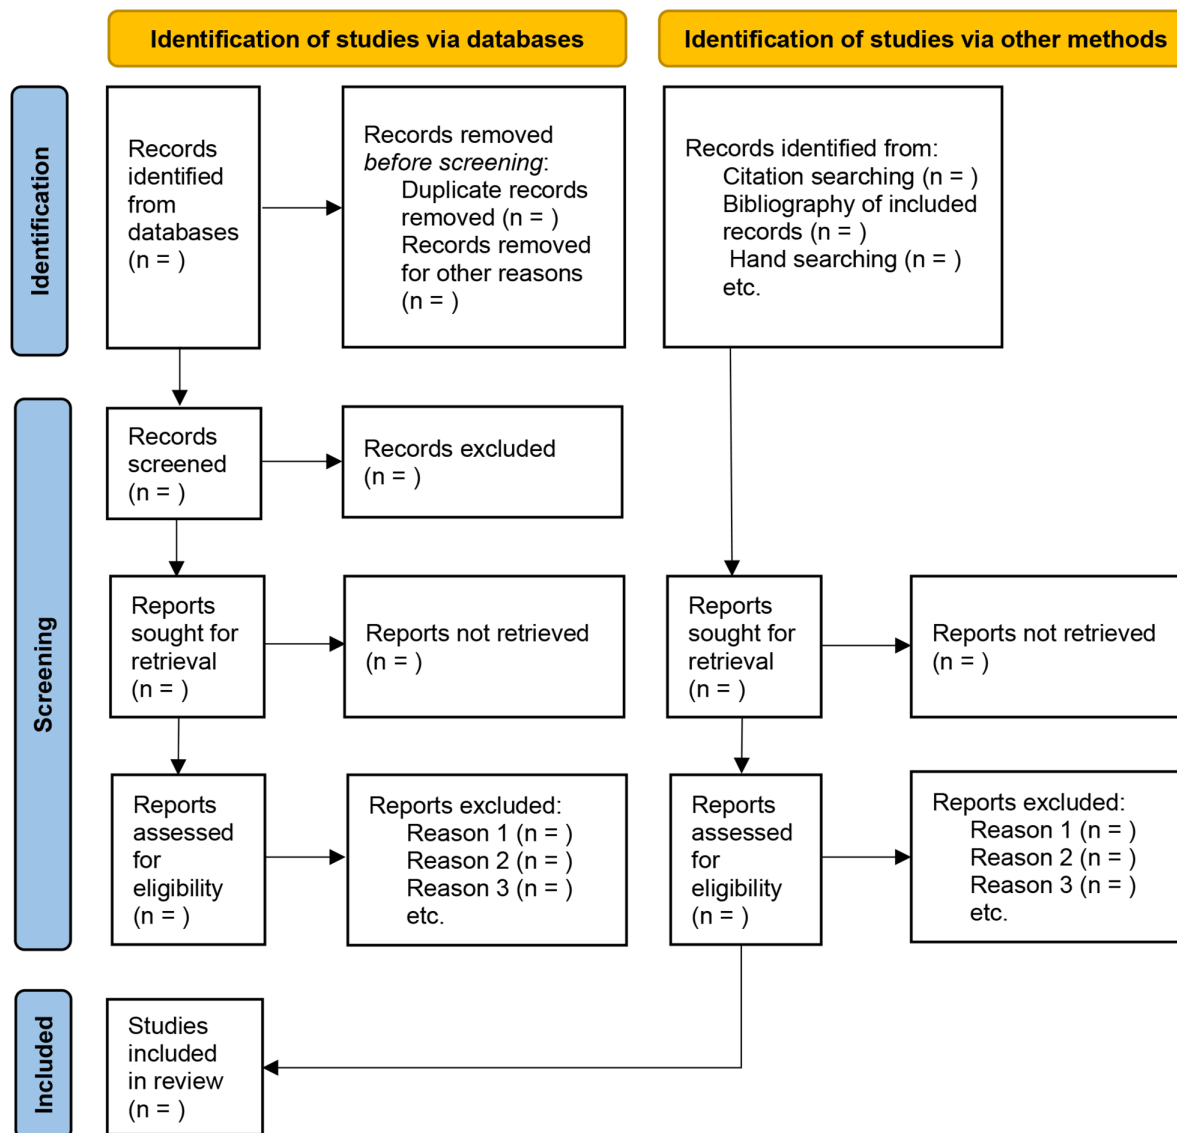 Identification of studies via databases
Identification of studies via other methods
Identification
Records
identified
from
databases
(n = )
Records removed
before screening:
Duplicate records
removed (n = )
Records removed
for other reasons
(n = )
Records identified from:
Citation searching (n = )
Bibliography of included
records (n = )
Hand searching (n = )
etc.
Screening
Records
screened
(n = )
Records excluded
(n = )
Reports
sought for
retrieval
(n = )
Reports not retrieved
(n = )
Reports
sought for
retrieval
(n = )
Reports not retrieved
(n = )
Reports
assessed
for
eligibility
(n = )
Reports excluded:
Reason 1 (n = )
Reason 2 (n = )
Reason 3 (n = )
etc.
Reports
assessed
for
eligibility
(n = )
Reports excluded:
Reason 1 (n = )
Reason 2 (n = )
Reason 3 (n = )
etc.
Included
Studies
included
in review
(n = )